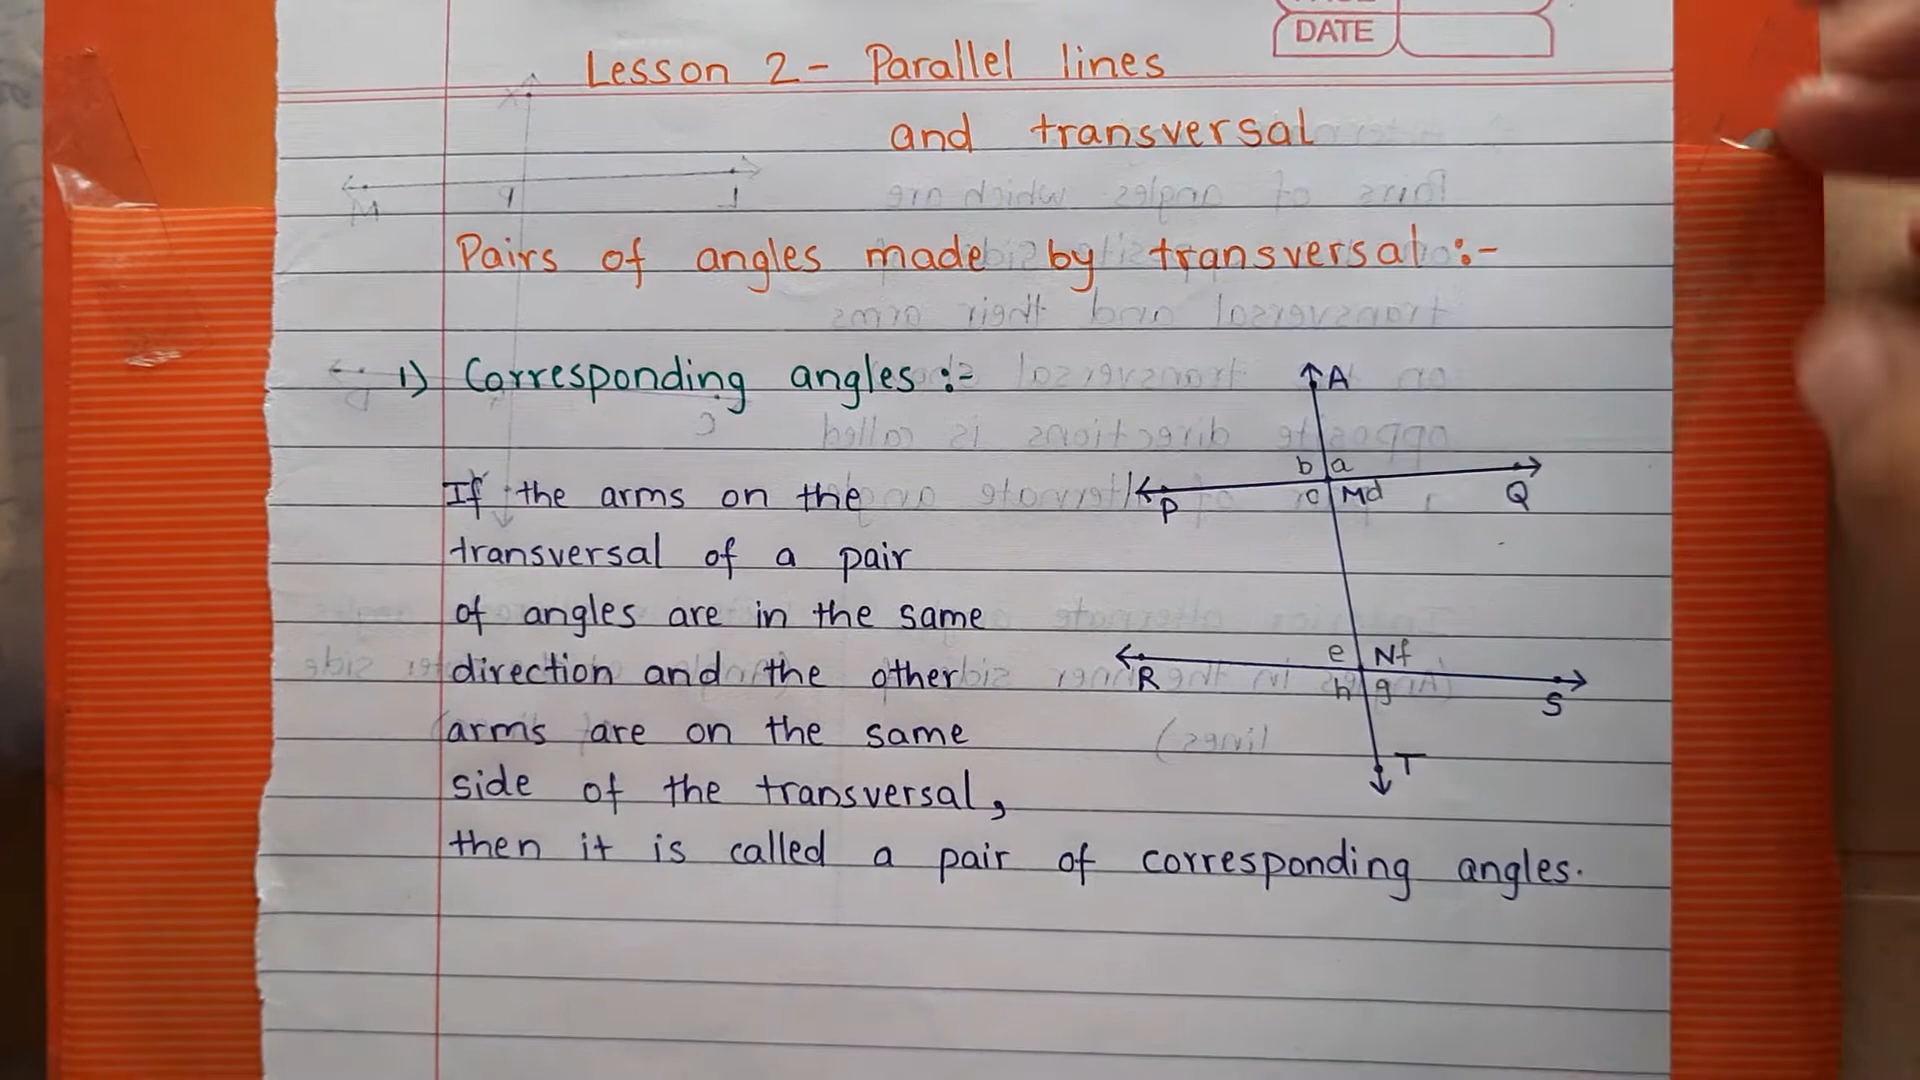 DATE
Lesson 2- Parallel lines
and transversal
Pairs of angles made by transversal:-
1) Corresponding angles:-
A
b a
P c Md Q
If the arms on the
transversal of a pair
of angles are in the same
direction and the other
arms are on the same
side of the transversal,
then it is called a pair of corresponding angles.
e Nf
R h g S
T